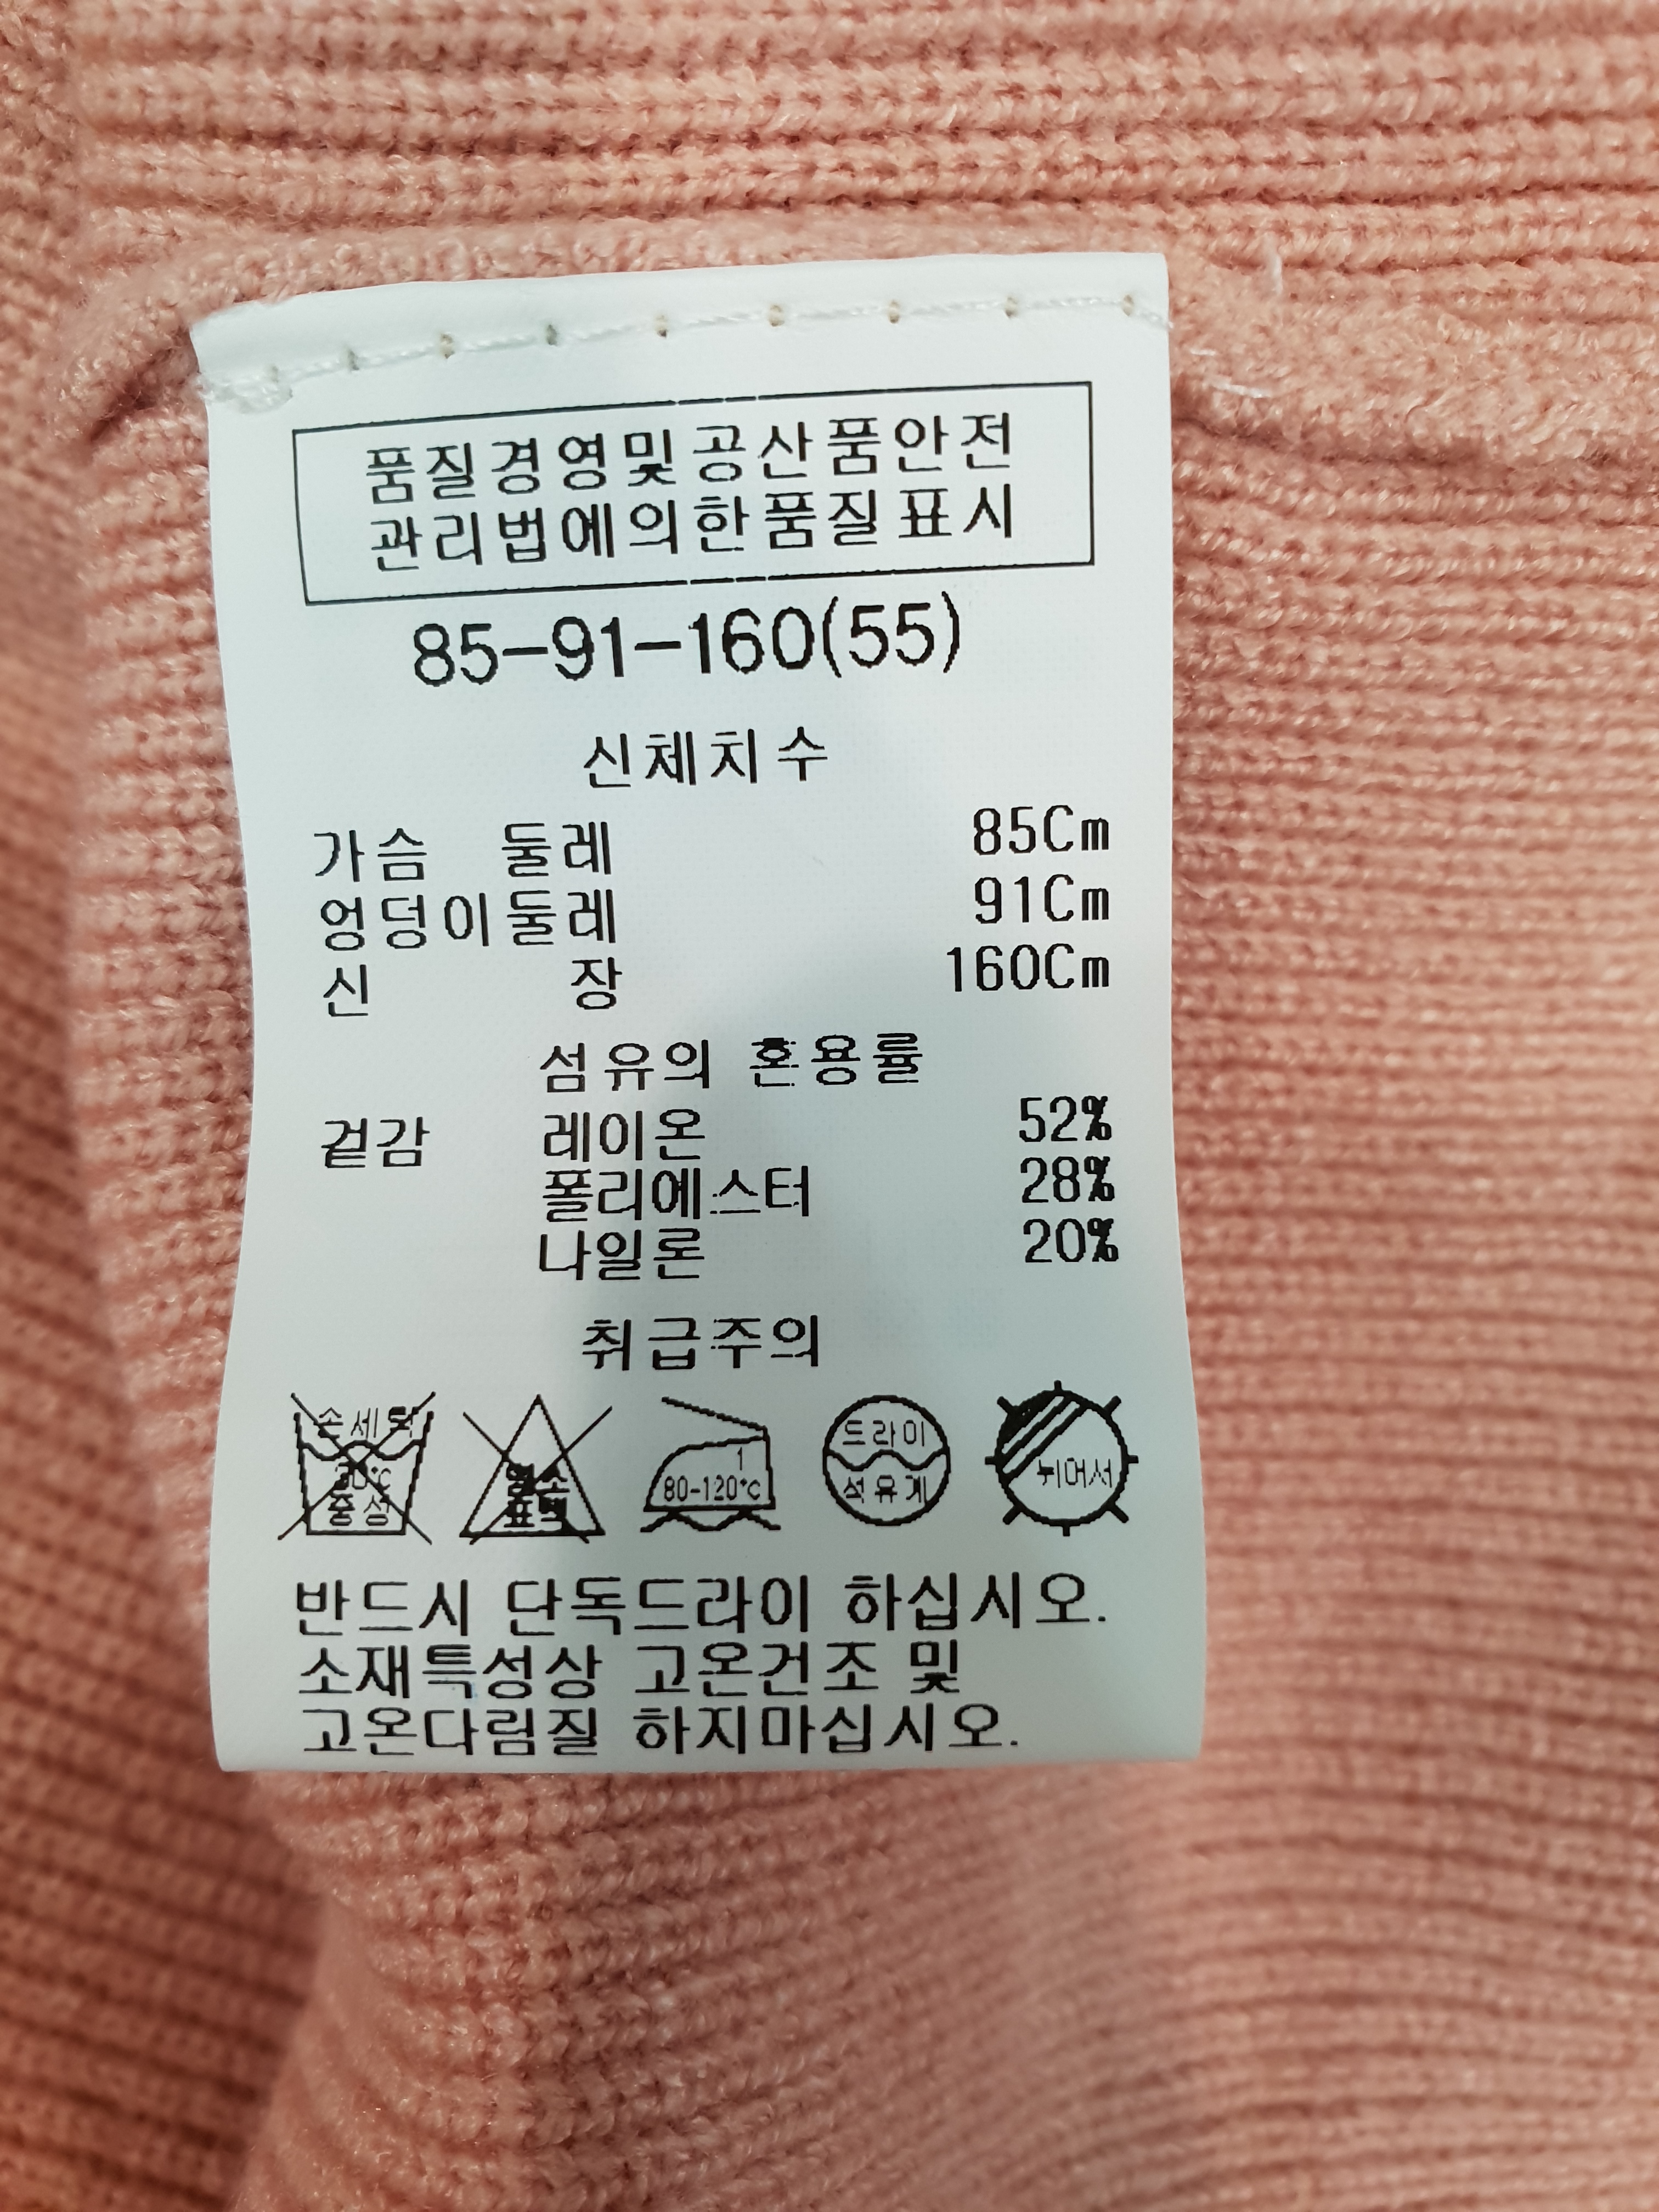 품질경영및공산품안전
관리법에의한품질표시
85-91-160(55)
신체치수
가슴 둘레 85Cm
엉덩이둘레 91Cm
신 장 160Cm
섬유의 혼용률
겉감 레이온 52%
폴리에스터 28%
나일론 20%
취급주의
손세탁
30°c
중성
염소
표백
1
80-120°c
드라이
석유계
뉘어서
반드시 단독드라이 하십시오.
소재특성상 고온건조 및
고온다림질 하지마십시오.